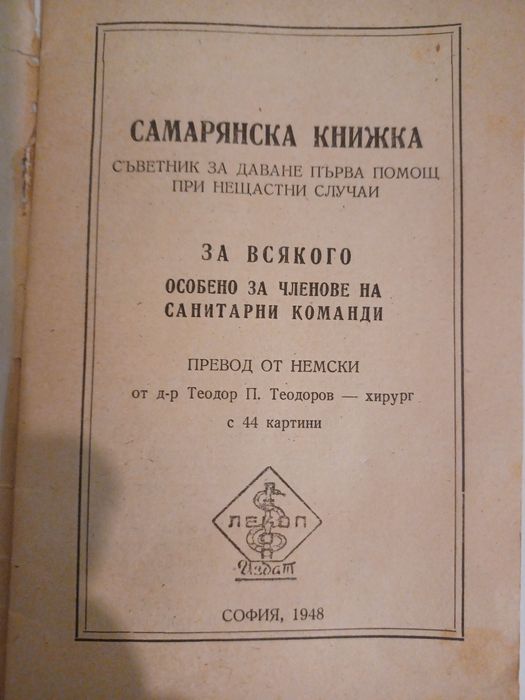 САМАРЯНСКА КНИЖКА
СЪВЕТНИК ЗА ДАВАНЕ ПЪРВА ПОМОЩ
ПРИ НЕЩАСТНИ СЛУЧАИ
ЗА ВСЯКОГО
ОСОБЕНО ЗА ЧЛЕНОВЕ НА
САНИТАРНИ КОМАНДИ
ПРЕВОД ОТ НЕМСКИ
от д-р Теодор П. Теодоров — хирург
с 44 картини
ЛЕКОП
Издат
СОФИЯ, 1948